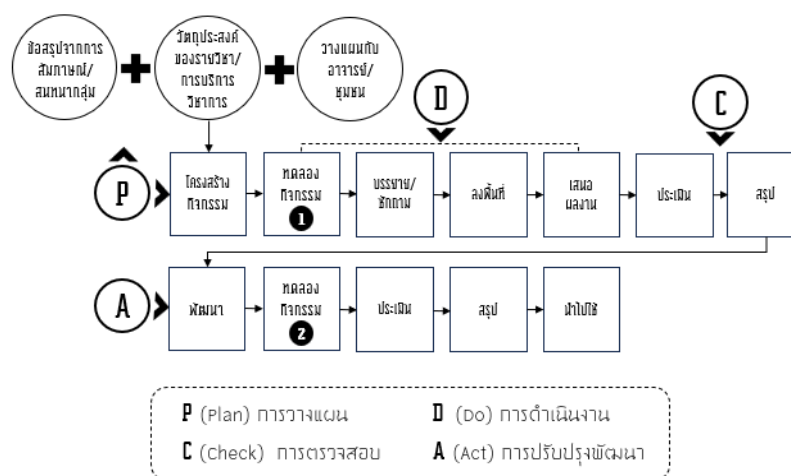 ข้อสรุปจากการ
สัมภาษณ์/
สนทนากลุ่ม
วัตถุประสงค์
ของรายวิชา/
การบริการ
วิชาการ
วางแผนกับ
อาจารย์/
ชุมชน
D
C
P
โครงสร้าง
กิจกรรม
ทดลอง
กิจกรรม
1
บรรยาย/
ซักถาม
ลงพื้นที่
เสนอ
ผลงาน
ประเมิน
สรุป
A
พัฒนา
ทดลอง
กิจกรรม
2
ประเมิน
สรุป
นำไปใช้
P (Plan) การวางแผน
D (Do) การดำเนินงาน
C (Check) การตรวจสอบ
A (Act) การปรับปรุงพัฒนา